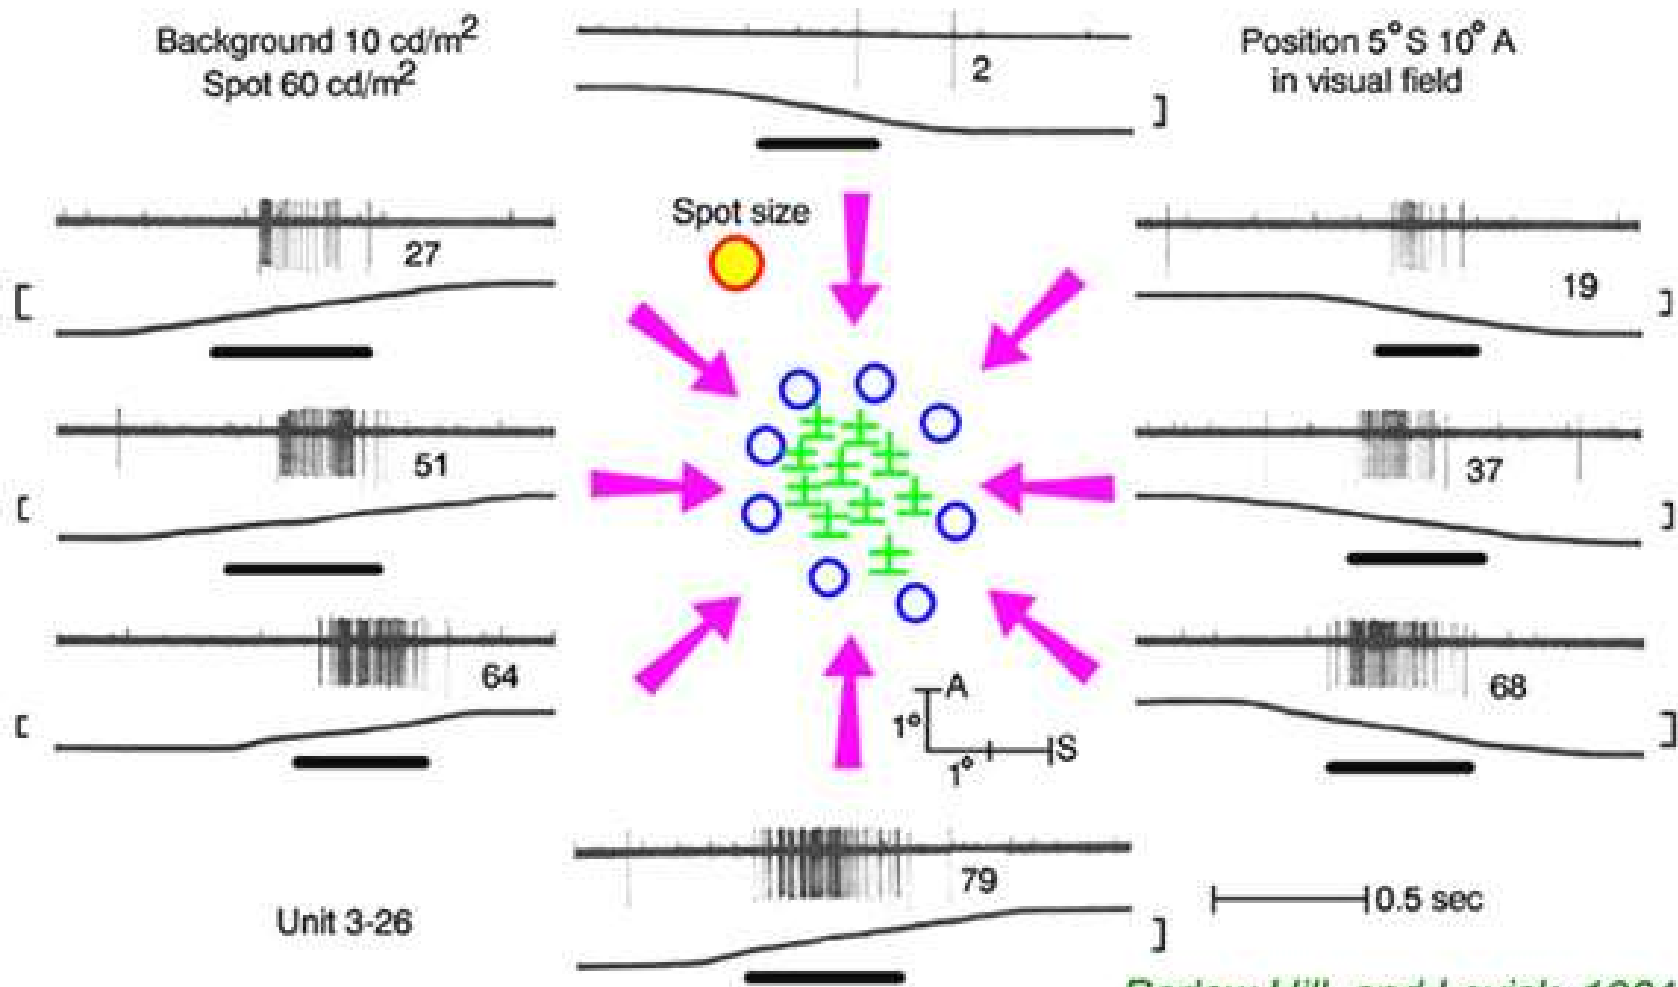 Background 10 cd/m²
Spot 60 cd/m²
2
Position 5° S 10° A
in visual field
27
Spot size
19
51
37
64
68
A
1°
1°
S
79
0.5 sec
Unit 3-26